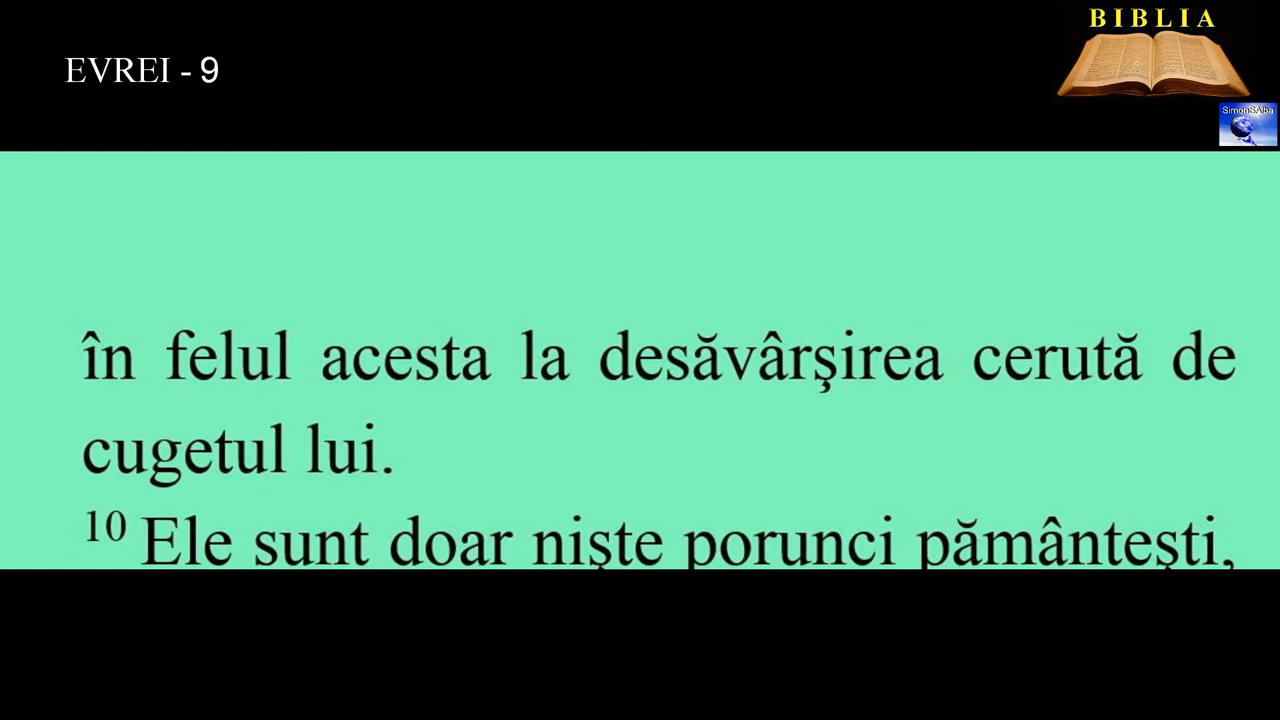 BIBLIA
EVREI - 9
SimonSAlba
în felul acesta la desăvârşirea cerută de
cugetul lui.
10 Ele sunt doar nişte porunci pământeşti,